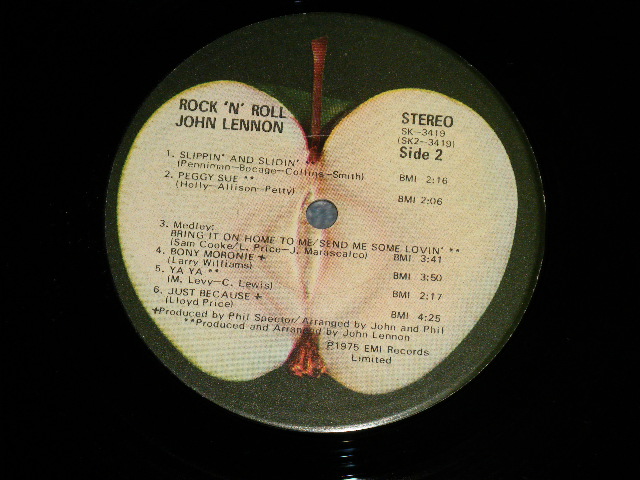 ROCK 'N' ROLL
JOHN LENNON
STEREO
SK-3419
(SK2-3419)
Side 2
1. SLIPPIN' AND SLIDIN' **
(Penniman-Bocage-Collins-Smith) BMI 2:16
2. PEGGY SUE **
(Holly-Allison-Petty) BMI 2:06
3. Medley:
BRING IT ON HOME TO ME/SEND ME SOME LOVIN' **
(Sam Cooke/L. Price-J. Marascalco) BMI 3:41
4. BONY MORONIE +
(Larry Williams) BMI 3:50
5. YA YA **
(M. Levy-C. Lewis) BMI 2:17
6. JUST BECAUSE +
(Lloyd Price) BMI 4:25
+Produced by Phil Spector/Arranged by John and Phil
**Produced and Arranged by John Lennon
℗1975 EMI Records
Limited